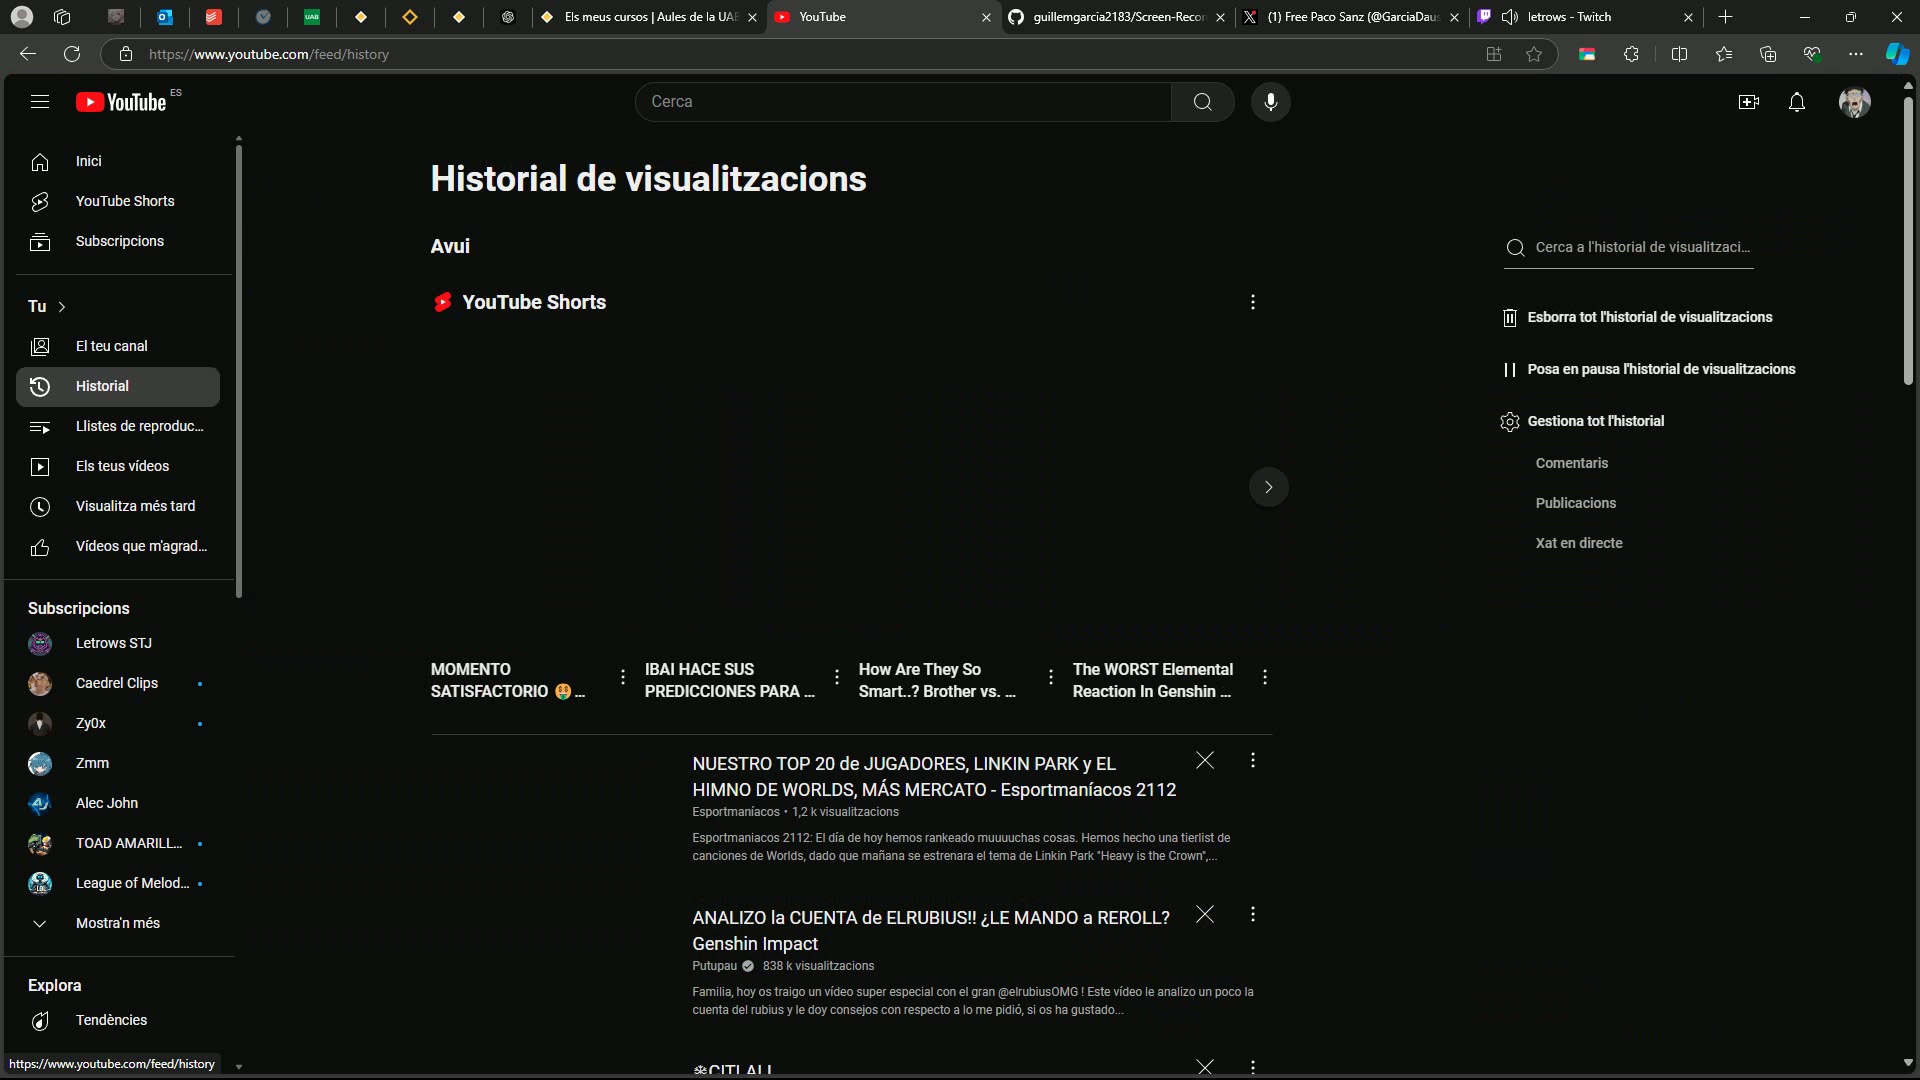 Els meus cursos | Aules de la UAB
YouTube
guillemgarcia2183/Screen-Recor
(1) Free Paco Sanz (@GarciaDaus
letrows - Twitch
https://www.youtube.com/feed/history
YouTube ES
Cerca
Inici
YouTube Shorts
Subscripcions
Tu
El teu canal
Historial
Llistes de reproduc...
Els teus vídeos
Visualitza més tard
Vídeos que m'agrad...
Subscripcions
Letrows STJ
Caedrel Clips
Zy0x
Zmm
Alec John
TOAD AMARILL...
League of Melod...
Mostra'n més
Explora
Tendències
https://www.youtube.com/feed/history
Historial de visualitzacions
Avui
YouTube Shorts
MOMENTO
SATISFACTORIO 🤑 ...
IBAI HACE SUS
PREDICCIONES PARA ...
How Are They So
Smart..? Brother vs. ...
The WORST Elemental
Reaction In Genshin ...
NUESTRO TOP 20 de JUGADORES, LINKIN PARK y EL
HIMNO DE WORLDS, MÁS MERCATO - Esportmaníacos 2112
Esportmaníacos • 1,2 k visualitzacions
Esportmaniacos 2112: El día de hoy hemos rankeado muuuuchas cosas. Hemos hecho una tierlist de
canciones de Worlds, dado que mañana se estrenara el tema de Linkin Park "Heavy is the Crown",...
ANALIZO la CUENTA de ELRUBIUS!! ¿LE MANDO a REROLL?
Genshin Impact
Putupau 838 k visualitzacions
Familia, hoy os traigo un vídeo super especial con el gran @elrubiusOMG ! Este vídeo le analizo un poco la
cuenta del rubius y le doy consejos con respecto a lo me pidió, si os ha gustado...
❄CITLALI
Cerca a l'historial de visualitzaci...
Esborra tot l'historial de visualitzacions
Posa en pausa l'historial de visualitzacions
Gestiona tot l'historial
Comentaris
Publicacions
Xat en directe